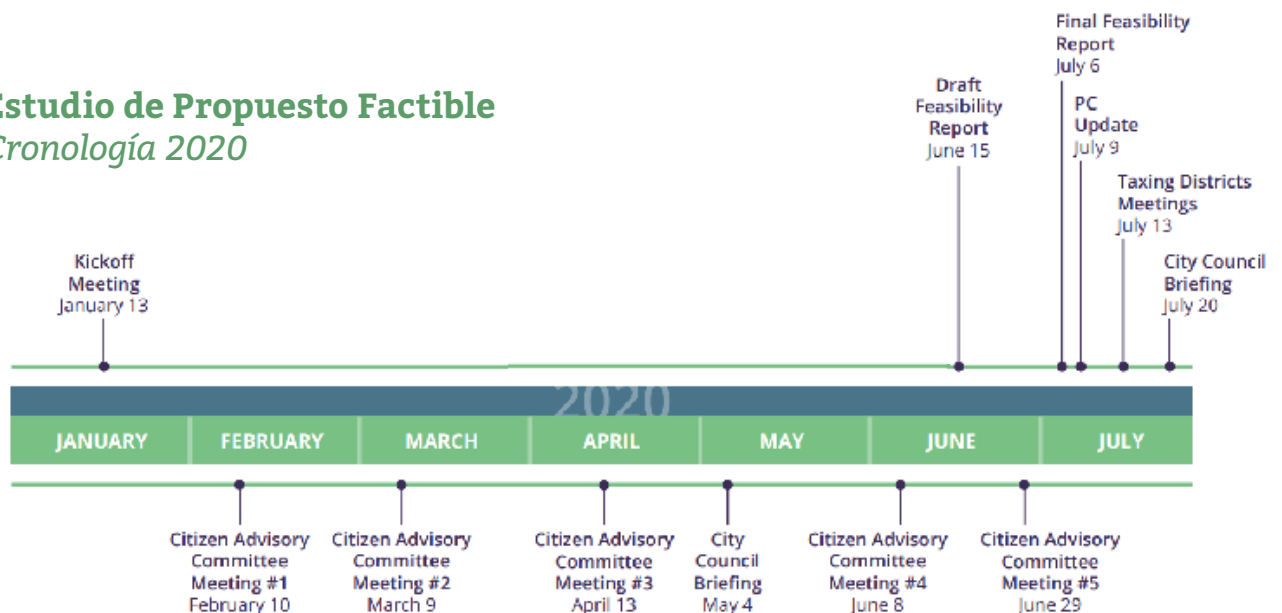 Estudio de Propuesto Factible
Cronología 2020
Final Feasibility
Report
July 6
Draft
Feasibility
Report
June 15
PC
Update
July 9
Taxing Districts
Meetings
July 13
City Council
Briefing
July 20
Kickoff
Meeting
January 13
2020
JANUARY FEBRUARY MARCH APRIL MAY JUNE JULY
Citizen Advisory
Committee
Meeting #1
February 10
Citizen Advisory
Committee
Meeting #2
March 9
Citizen Advisory
Committee
Meeting #3
April 13
City
Council
Briefing
May 4
Citizen Advisory
Committee
Meeting #4
June 8
Citizen Advisory
Committee
Meeting #5
June 29